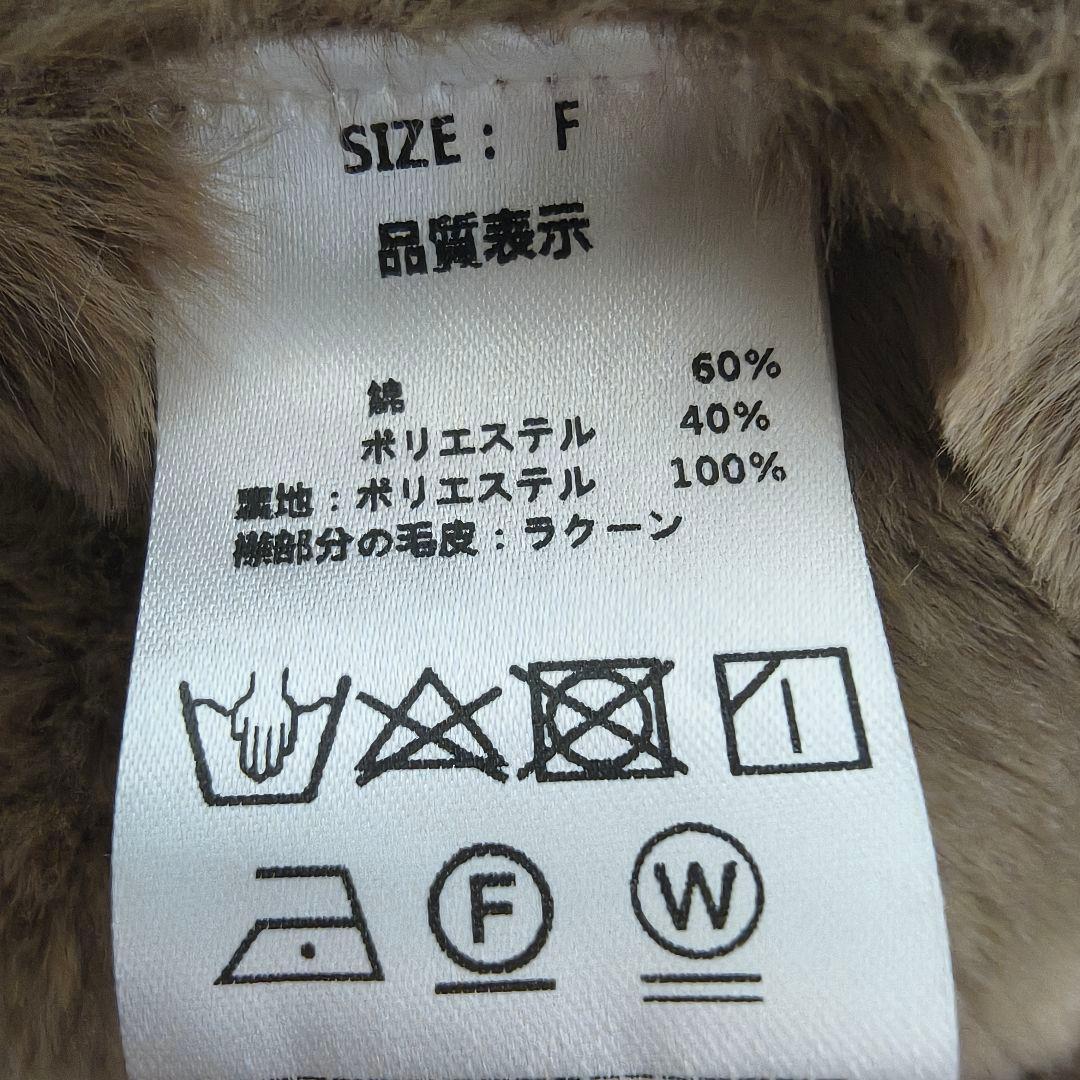 SIZE: F
品質表示
綿 60%
ポリエステル 40%
裏地:ポリエステル 100%
襟部分の毛皮:ラクーン
F
W